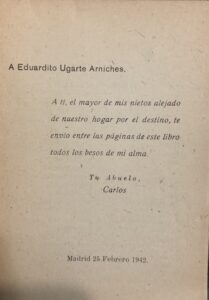 A Eduardito Ugarte Arniches.
A ti, el mayor de mis nietos alejado
de nuestro hogar por el destino, te
envio entre las páginas de este libro
todos los besos de mi alma.
Tu Abuelo,
Carlos
Madrid 25 Febrero 1942.